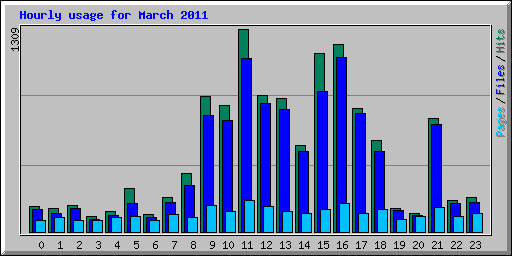 Hourly usage for March 2011
1309
Pages/Files/Hits
0 1 2 3 4 5 6 7 8 9 10 11 12 13 14 15 16 17 18 19 20 21 22 23